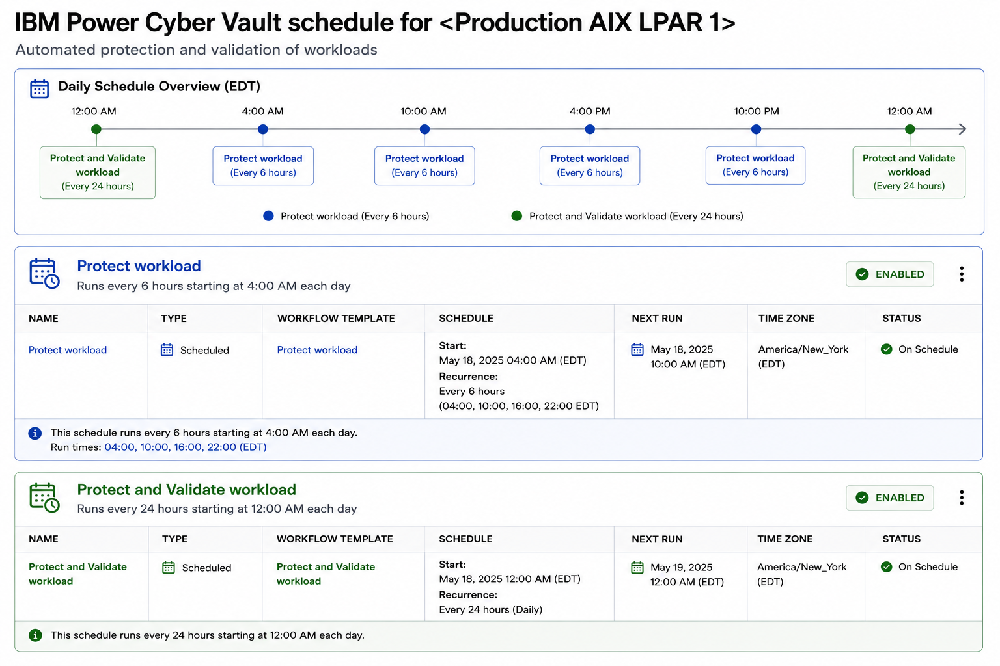 IBM Power Cyber Vault schedule for <Production AIX LPAR 1>
Automated protection and validation of workloads
Daily Schedule Overview (EDT)
12:00 AM
4:00 AM
10:00 AM
4:00 PM
10:00 PM
12:00 AM
Protect and Validate
workload
(Every 24 hours)
Protect workload
(Every 6 hours)
Protect workload
(Every 6 hours)
Protect workload
(Every 6 hours)
Protect workload
(Every 6 hours)
Protect and Validate
workload
(Every 24 hours)
Protect workload (Every 6 hours)
Protect and Validate workload (Every 24 hours)
Protect workload
Runs every 6 hours starting at 4:00 AM each day
ENABLED
NAME
TYPE
WORKFLOW TEMPLATE
SCHEDULE
NEXT RUN
TIME ZONE
STATUS
Protect workload
Scheduled
Protect workload
Start:
May 18, 2025 04:00 AM (EDT)
Recurrence:
Every 6 hours
(04:00, 10:00, 16:00, 22:00 EDT)
May 18, 2025
10:00 AM (EDT)
America/New_York
(EDT)
On Schedule
This schedule runs every 6 hours starting at 4:00 AM each day.
Run times: 04:00, 10:00, 16:00, 22:00 (EDT)
Protect and Validate workload
Runs every 24 hours starting at 12:00 AM each day
ENABLED
NAME
TYPE
WORKFLOW TEMPLATE
SCHEDULE
NEXT RUN
TIME ZONE
STATUS
Protect and Validate
workload
Scheduled
Protect and Validate
workload
Start:
May 18, 2025 12:00 AM (EDT)
Recurrence:
Every 24 hours (Daily)
May 19, 2025
12:00 AM (EDT)
America/New_York
(EDT)
On Schedule
This schedule runs every 24 hours starting at 12:00 AM each day.